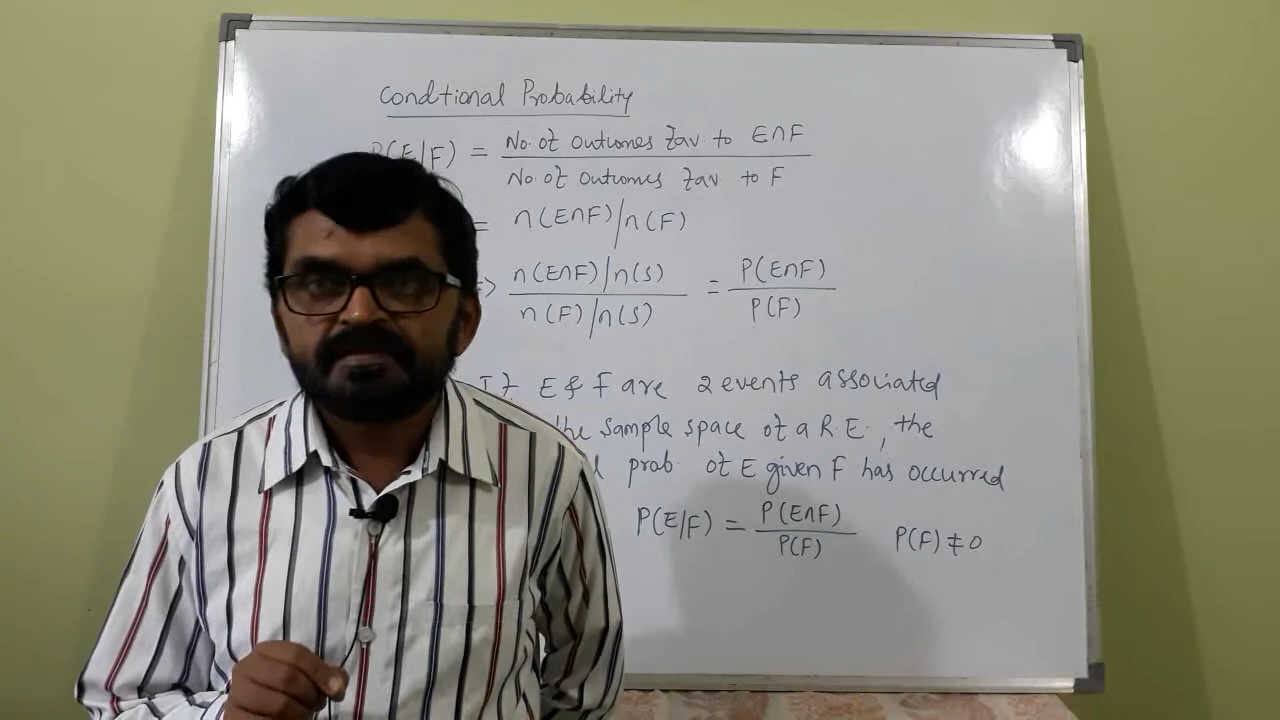 Condtional Probability
P(E/F) = No. of outcomes fav. to E∩F
No. of outcomes fav to F
= n(E∩F)/n(F)
=> n(E∩F)/n(S) = P(E∩F)
n(F)/n(S) P(F)
If E & F are 2 events associated
the sample space of a R.E., the
prob. of E given F has occurred
P(E/F) = P(E∩F) P(F) ≠ 0
P(F)